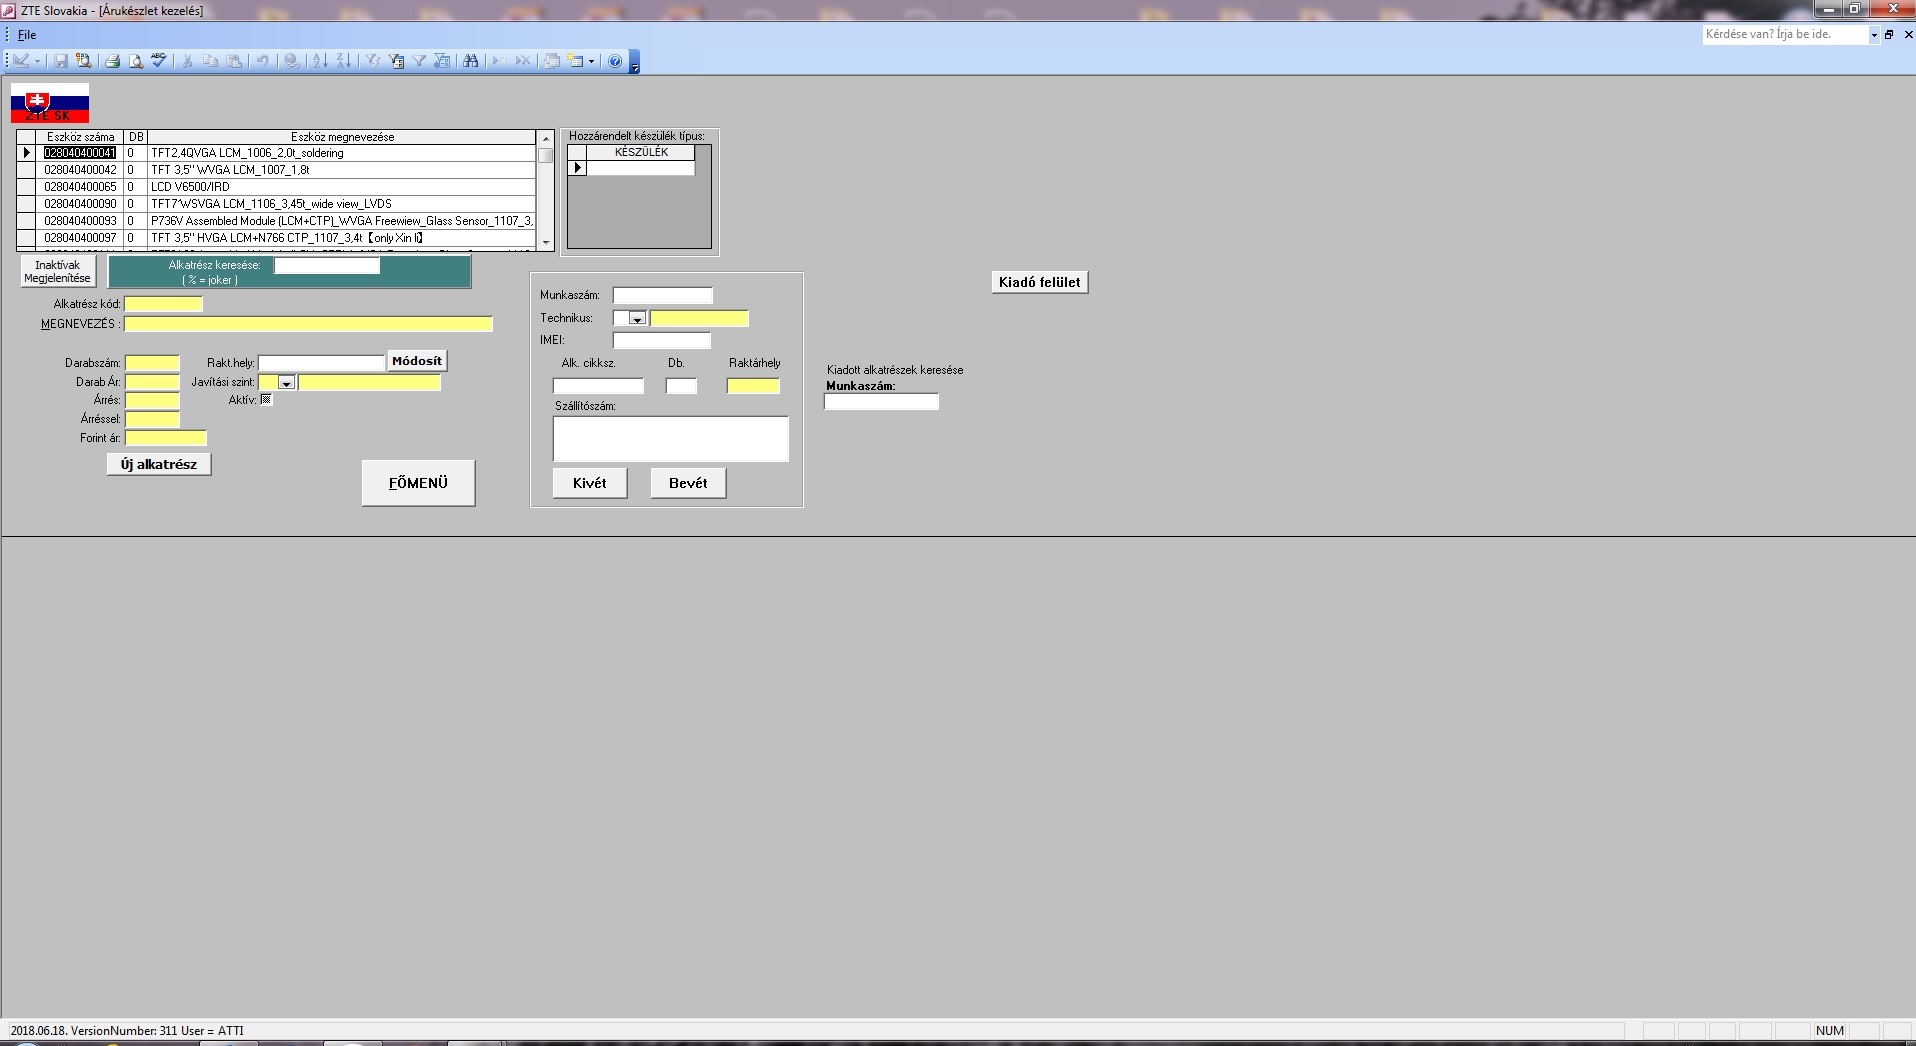 ZTE Slovakia - [Árukészlet kezelés]
File
Kérdése van? Írja be ide.
ZTE SK
Eszköz száma DB Eszköz megnevezése
028040400041 0 TFT2,4QVGA LCM_1006_2,0t_soldering
028040400042 0 TFT 3,5" WVGA LCM_1007_1,8t
028040400065 0 LCD V6500/IRD
028040400090 0 TFT7'WSVGA LCM_1106_3,45t_wide view_LVDS
028040400093 0 P736V Assembled Module (LCM+CTP)_WVGA Freewiew_Glass Sensor_1107_3,
028040400097 0 TFT 3,5" HVGA LCM+N766 CTP_1107_3,4t【only Xin li】
Hozzárendelt készülék típus:
KÉSZÜLÉK
Inaktívak
Megjelenítése
Alkatrész keresése:
( % = joker )
Alkatrész kód:
MEGNEVEZÉS :
Darabszám:
Rakt.hely:
Módosít
Darab Ár:
Javítási szint:
Árrés:
Aktív:
Árréssel:
Forint ár:
Új alkatrész
FŐMENÜ
Munkaszám:
Technikus:
IMEI:
Alk. cikksz. Db. Raktárhely
Szállítószám:
Kivét Bevét
Kiadó felület
Kiadott alkatrészek keresése
Munkaszám:
2018.06.18. VersionNumber: 311 User = ATTI
NUM